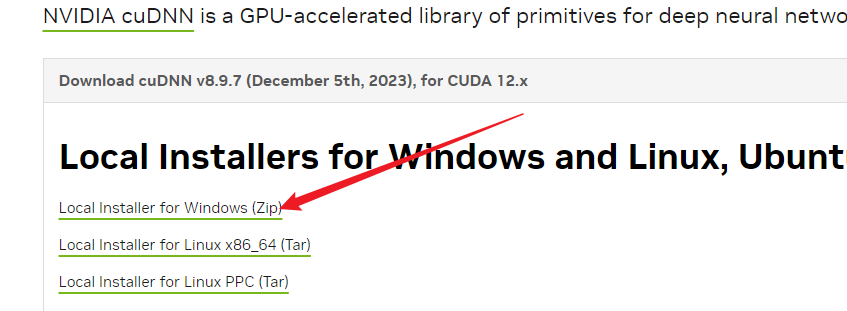 NVIDIA cuDNN is a GPU-accelerated library of primitives for deep neural
Download cuDNN v8.9.7 (December 5th, 2023), for CUDA 12.x
Local Installers for Windows and Linux,
Local Installer for Windows (Zip)
Local Installer for Linux x86_64 (Tar)
Local Installer for Linux PPC (Tar)